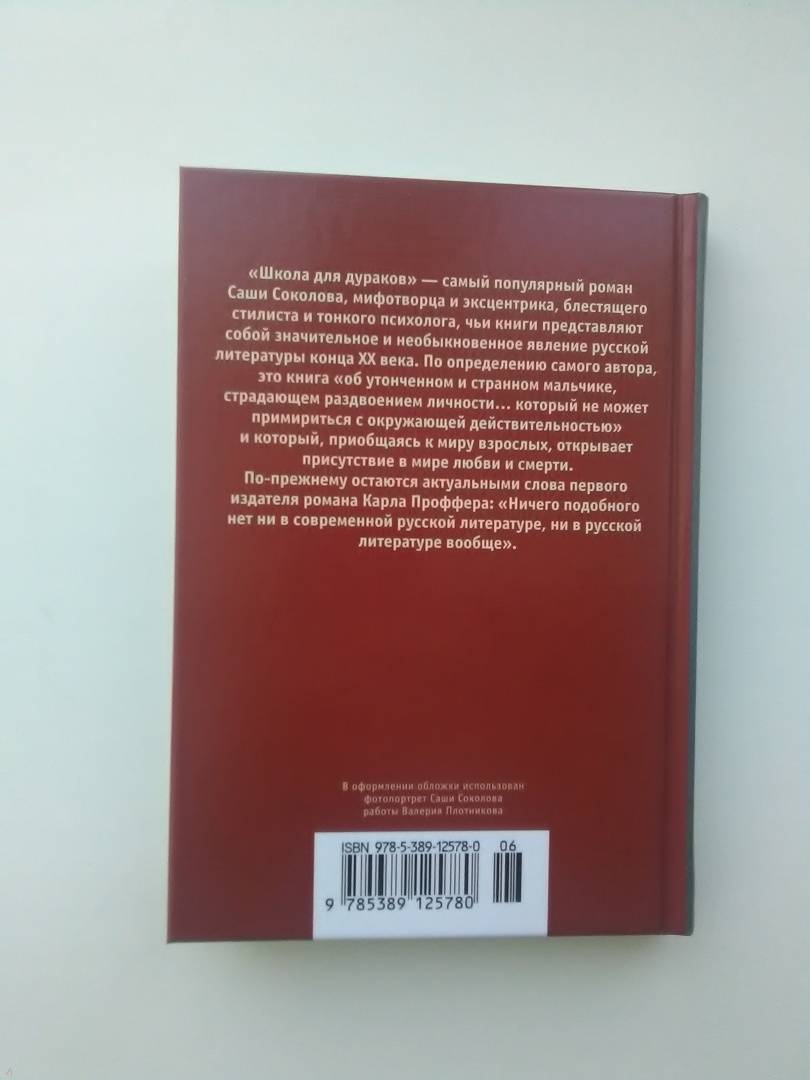 «Школа для дураков» — самый популярный роман
Саши Соколова, мифотворца и эксцентрика, блестящего
стилиста и тонкого психолога, чьи книги представляют
собой значительное и необыкновенное явление русской
литературы конца XX века. По определению самого автора,
это книга «об утонченном и странном мальчике,
страдающем раздвоением личности... который не может
примириться с окружающей действительностью»
и который, приобщаясь к миру взрослых, открывает
присутствие в мире любви и смерти.
По-прежнему остаются актуальными слова первого
издателя романа Карла Проффера: «Ничего подобного
нет ни в современной русской литературе, ни в русской
литературе вообще».
В оформлении обложки использован
фотопортрет Саши Соколова
работы Валерия Плотникова
ISBN 978-5-389-12578-0 06
9 785389 125780